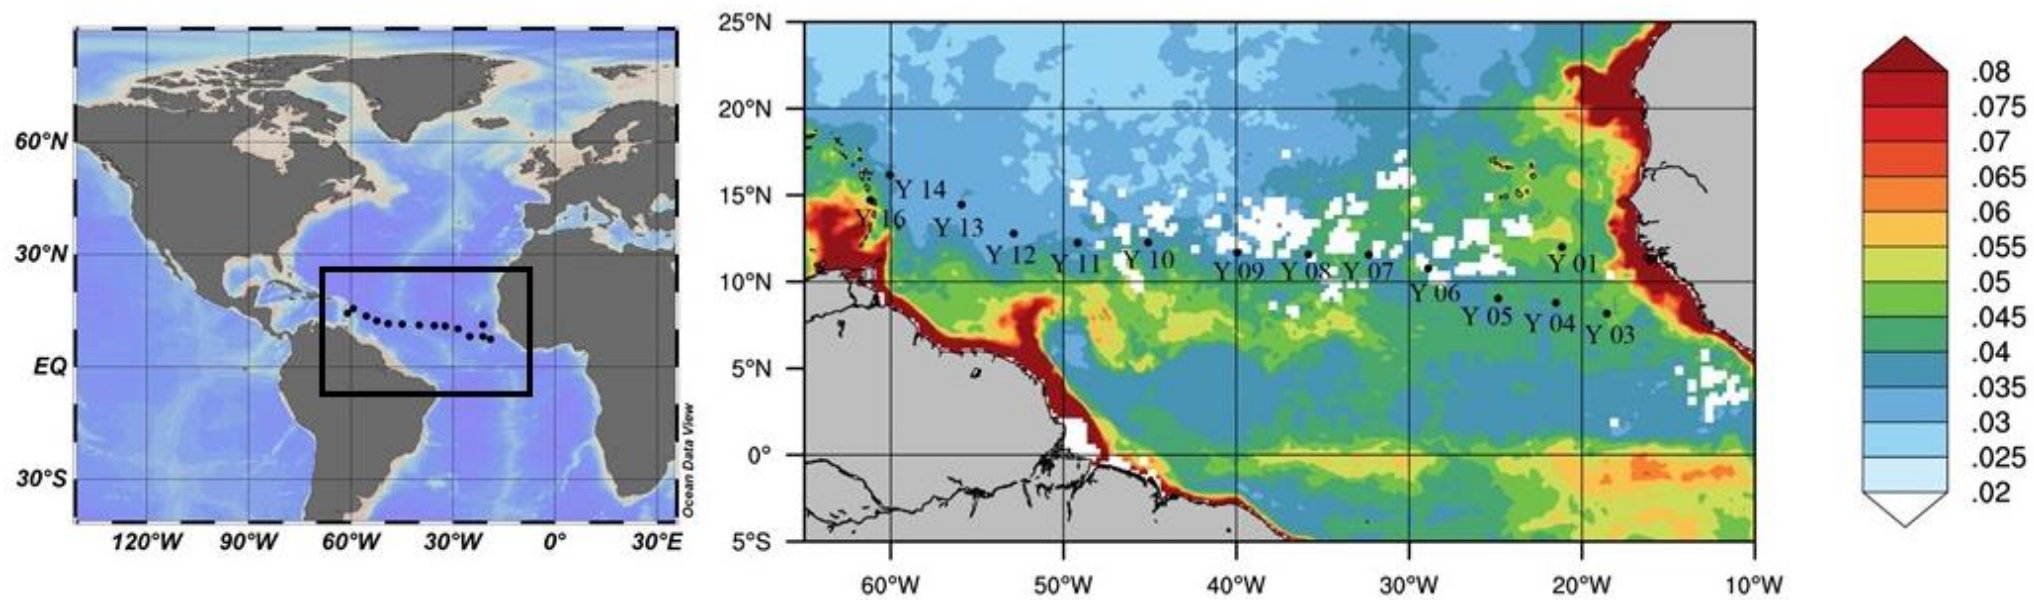 60°N
30°N
EQ
30°S
120°W 90°W 60°W 30°W 0° 30°E
Ocean Data View
25°N
20°N
15°N
10°N
5°N
0°
5°S
60°W 50°W 40°W 30°W 20°W 10°W
Y 14
Y 16
Y 13
Y 12
Y 11
Y 10
Y 09
Y 08
Y 07
Y 06
Y 01
Y 05
Y 04
Y 03
.08
.075
.07
.065
.06
.055
.05
.045
.04
.035
.03
.025
.02